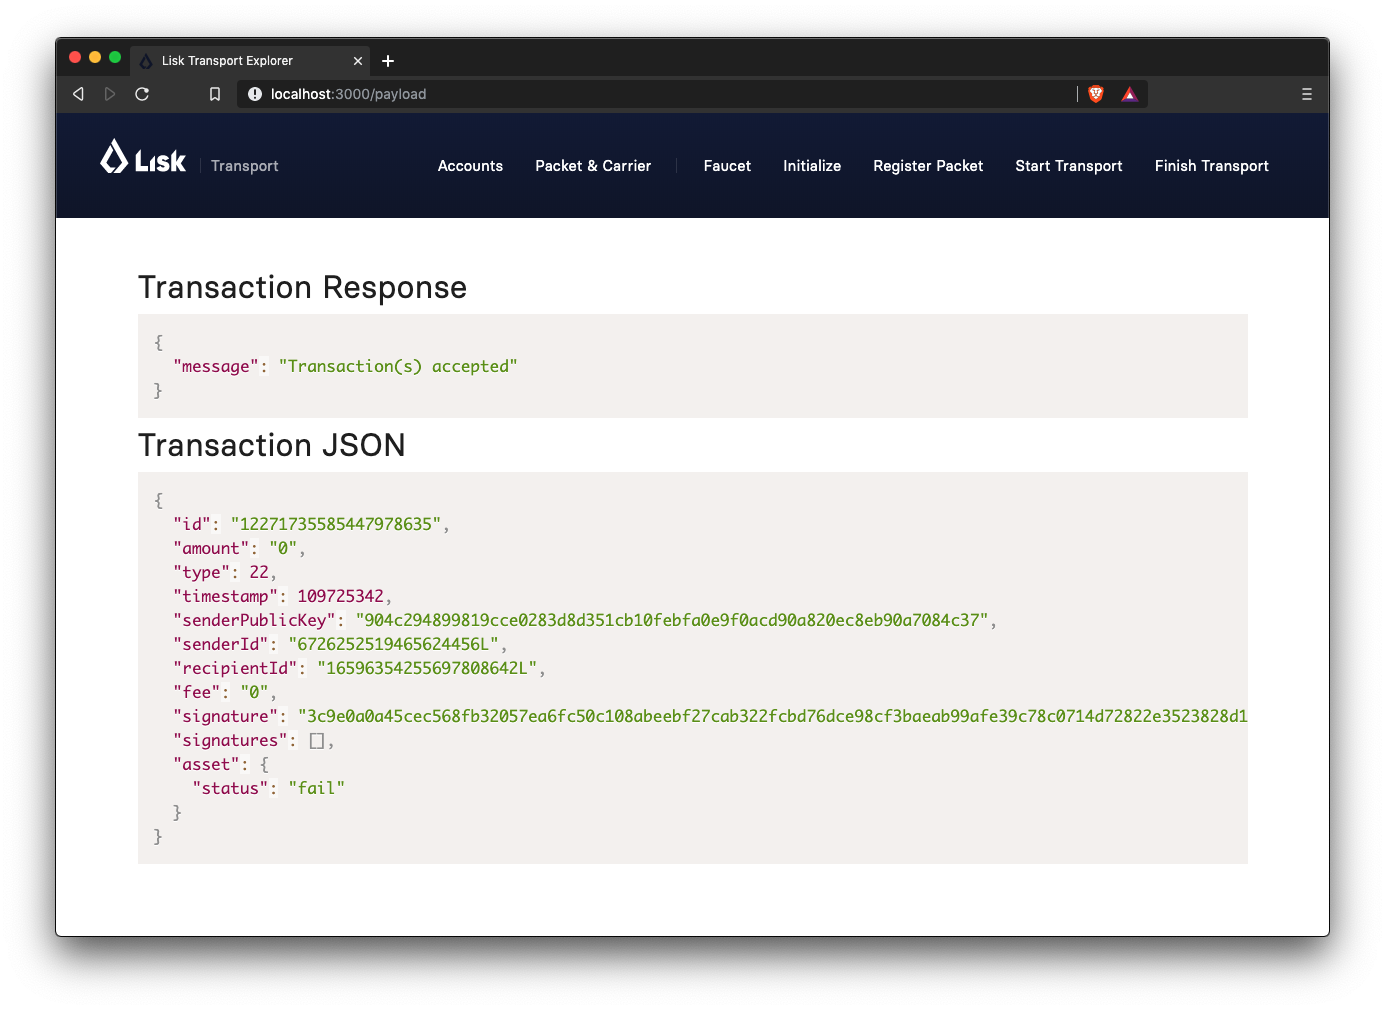 Lisk Transport Explorer
localhost:3000/payload
Lisk Transport Accounts Packet & Carrier Faucet Initialize Register Packet Start Transport Finish Transport
Transaction Response
{
"message": "Transaction(s) accepted"
}
Transaction JSON
{
"id": "12271735585447978635",
"amount": "0",
"type": 22,
"timestamp": 109725342,
"senderPublicKey": "904c294899819cce0283d8d351cb10febfa0e9f0acd90a820ec8eb90a7084c37",
"senderId": "6726252519465624456L",
"recipientId": "16596354255697808642L",
"fee": "0",
"signature": "3c9e0a0a45cec568fb32057ea6fc50c108abeebf27cab322fcbd76dce98cf3baeab99afe39c78c0714d72822e3523828d1
"signatures": [],
"asset": {
"status": "fail"
}
}